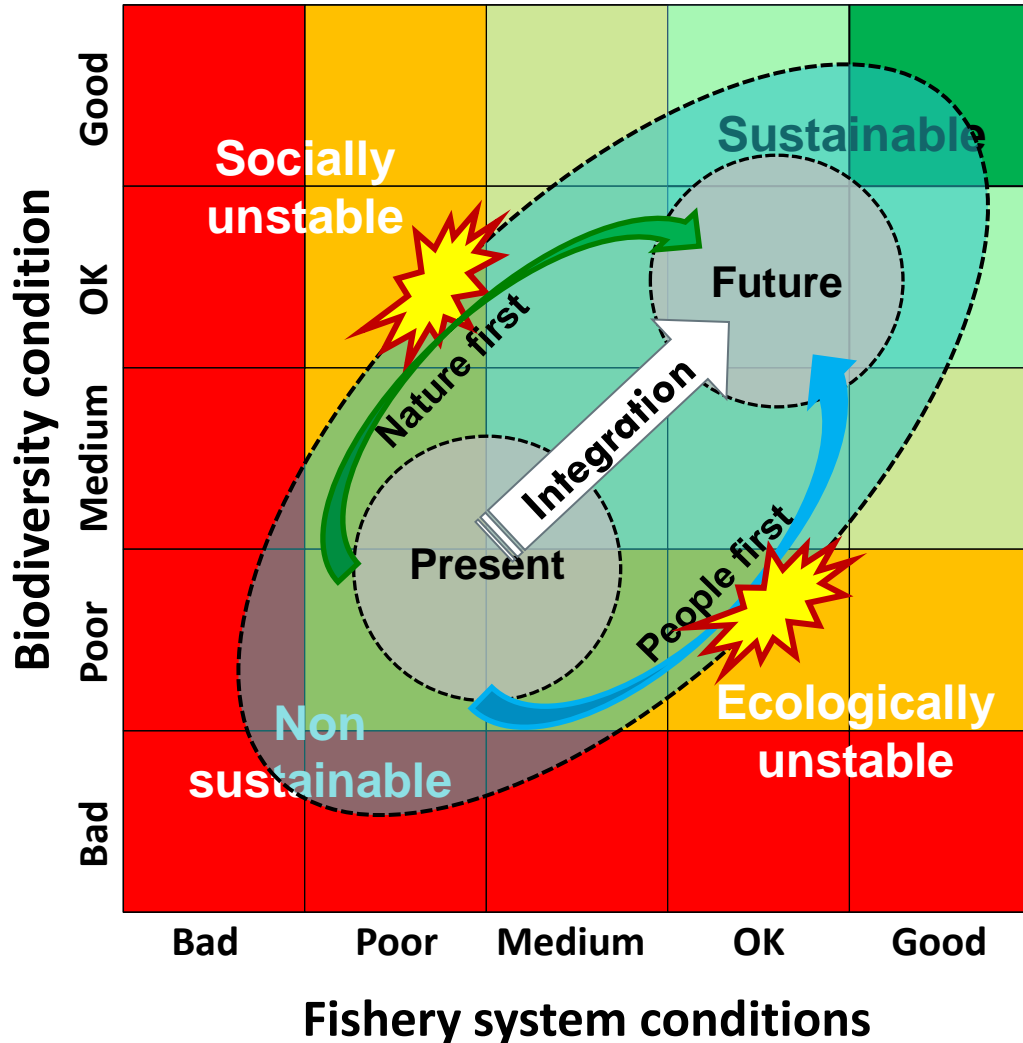 Good
OK
Medium
Poor
Bad
Biodiversity condition
Socially
unstable
Sustainable
Future
Nature first
Integration
Present
People first
Non
sustainable
Ecologically
unstable
Bad
Poor
Medium
OK
Good
Fishery system conditions